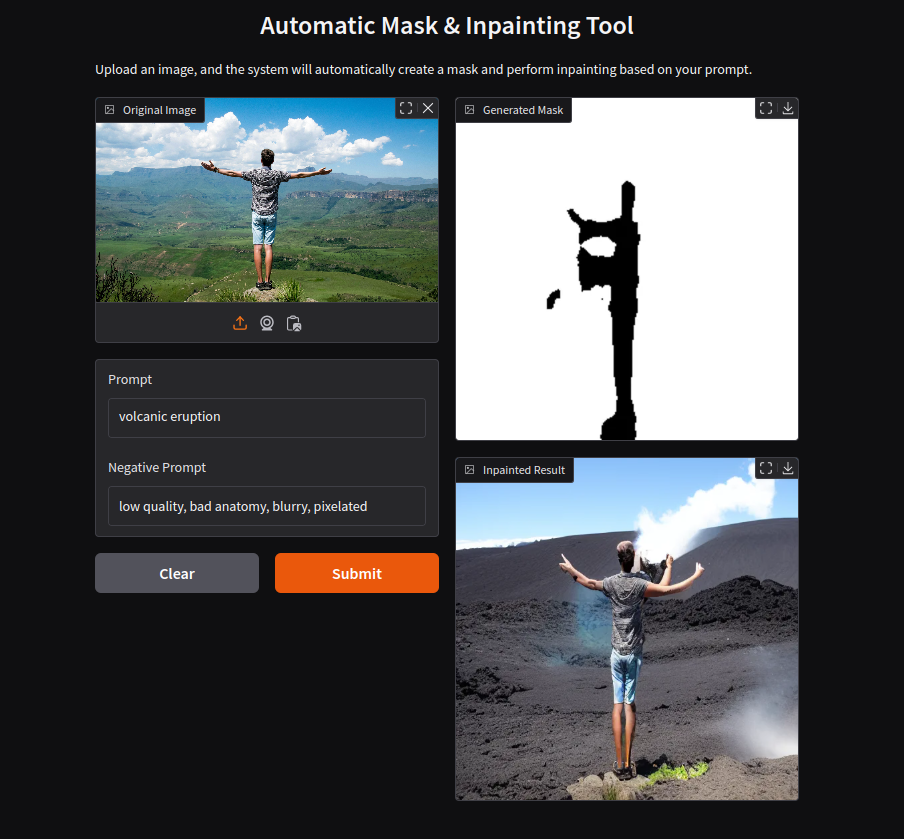 Automatic Mask & Inpainting Tool
Upload an image, and the system will automatically create a mask and perform inpainting based on your prompt.
Original Image
Generated Mask
Prompt
volcanic eruption
Negative Prompt
low quality, bad anatomy, blurry, pixelated
Inpainted Result
Clear
Submit